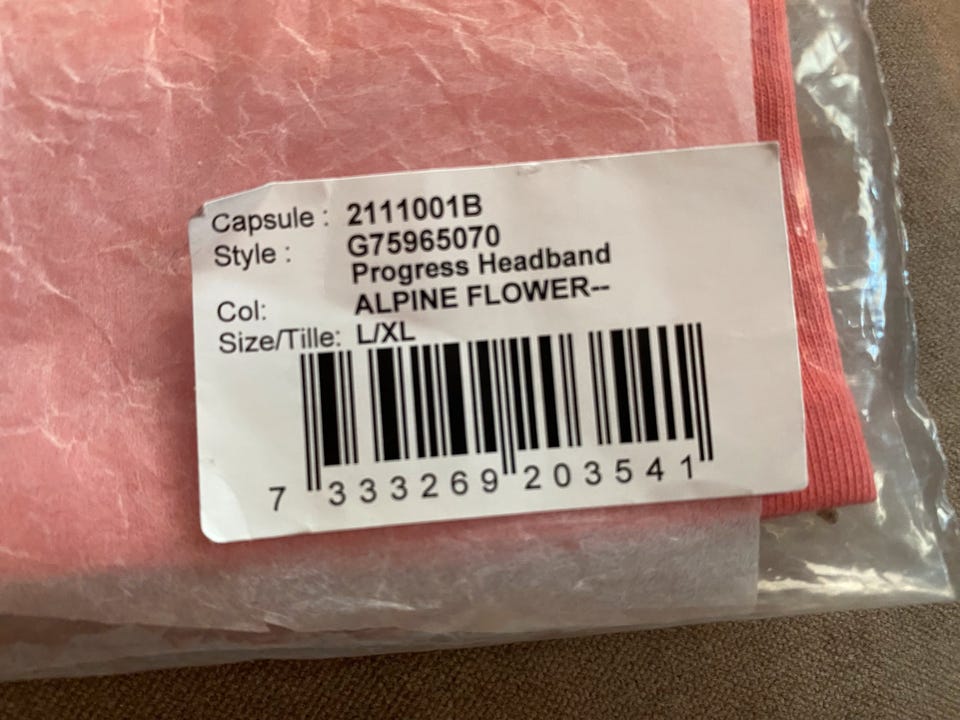 Capsule : 2111001B
Style : G75965070
Progress Headband
Col: ALPINE FLOWER--
Size/Tille: L/XL
7 333269 203541